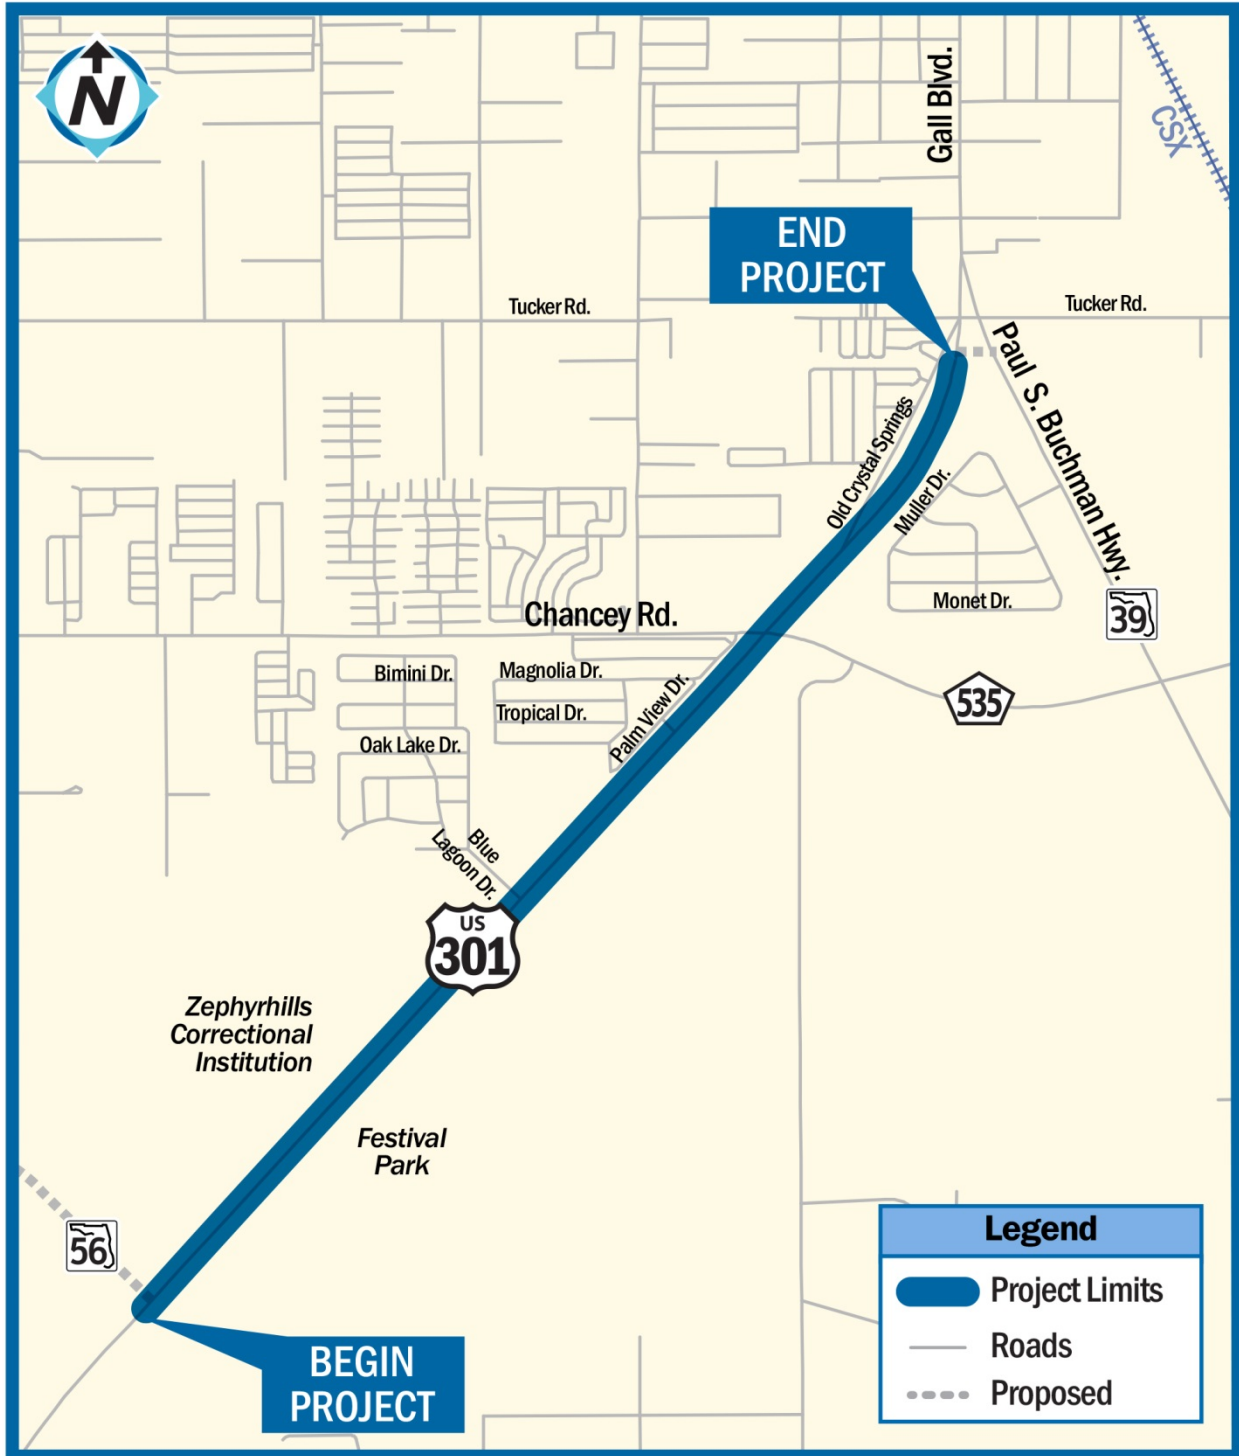 N
Gall Blvd.
CSX
END
PROJECT
Tucker Rd.
Tucker Rd.
Paul S. Buchman Hwy.
Old Crystal Springs
Muller Dr.
Monet Dr.
39
Chancey Rd.
Bimini Dr.
Magnolia Dr.
Tropical Dr.
Palm View Dr.
535
Oak Lake Dr.
Blue
Lagoon Dr.
US
301
Zephyrhills
Correctional
Institution
Festival
Park
56
BEGIN
PROJECT
Legend
Project Limits
Roads
Proposed